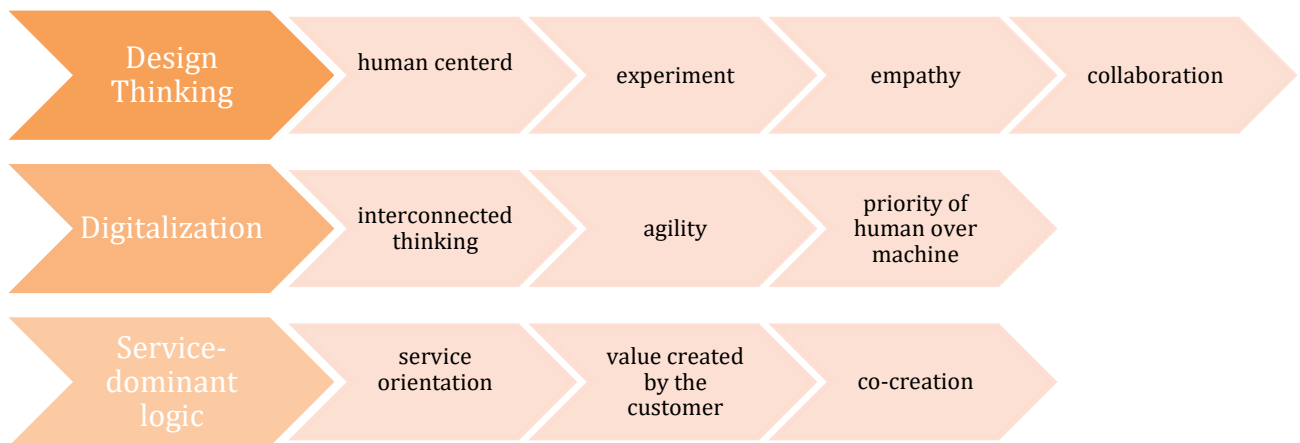 Design
Thinking
human centerd
experiment
empathy
collaboration
Digitalization
interconnected
thinking
agility
priority of
human over
machine
Service-
dominant
logic
service
orientation
value created
by the
customer
co-creation